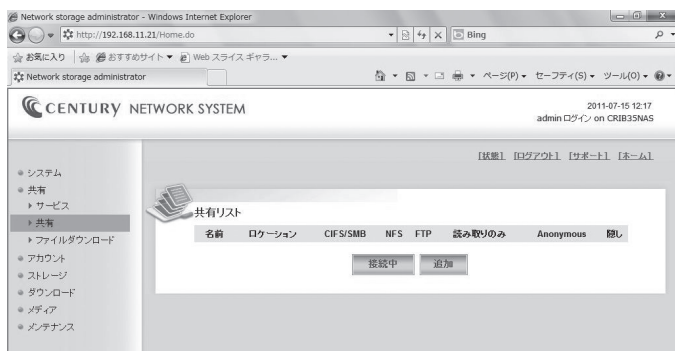 Network storage administrator - Windows Internet Explorer
http://192.168.11.21/Home.do
Bing
お気に入り おすすめサイト ▼ Web スライス ギャラ... ▼
Network storage administrator
ページ(P) ▼ セーフティ(S) ▼ ツール(O) ▼
CENTURY NETWORK SYSTEM
2011-07-15 12:17
admin ログイン on CRIB35NAS
[状態] [ログアウト] [サポート] [ホーム]
システム
共有
サービス
共有
ファイルダウンロード
アカウント
ストレージ
ダウンロード
メディア
メンテナンス
共有リスト
名前 ロケーション CIFS/SMB NFS FTP 読み取りのみ Anonymous 隠し
接続中 追加